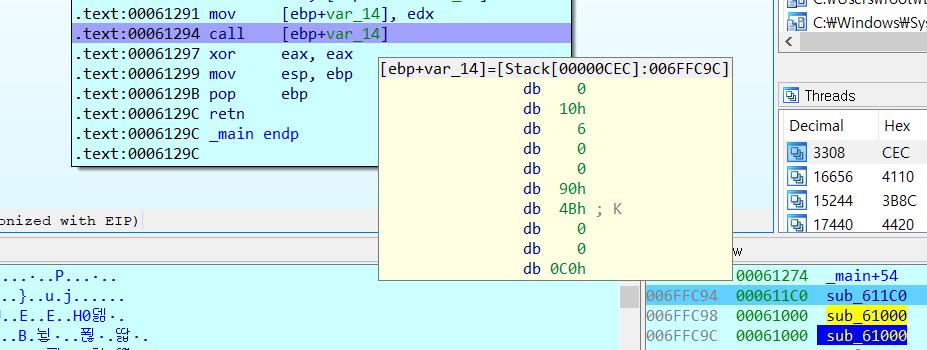 .text:00061291 mov [ebp+var_14], edx
.text:00061294 call [ebp+var_14]
.text:00061297 xor eax, eax
.text:00061299 mov esp, ebp
.text:0006129B pop ebp
.text:0006129C retn
.text:0006129C _main endp
.text:0006129C
[ebp+var_14]=[Stack[00000CEC]:006FFC9C]
db 0
db 10h
db 6
db 0
db 0
db 90h
db 4Bh ; K
db 0
db 0
db 0C0h
C:₩Windows₩Sys
Threads
Decimal Hex
3308 CEC
16656 4110
15244 3B8C
17440 4420
onized with EIP)
00061274 _main+54
006FFC94 000611C0 sub_611C0
006FFC98 00061000 sub_61000
006FFC9C 00061000 sub_61000
....·..P...·..
..}..u.j......